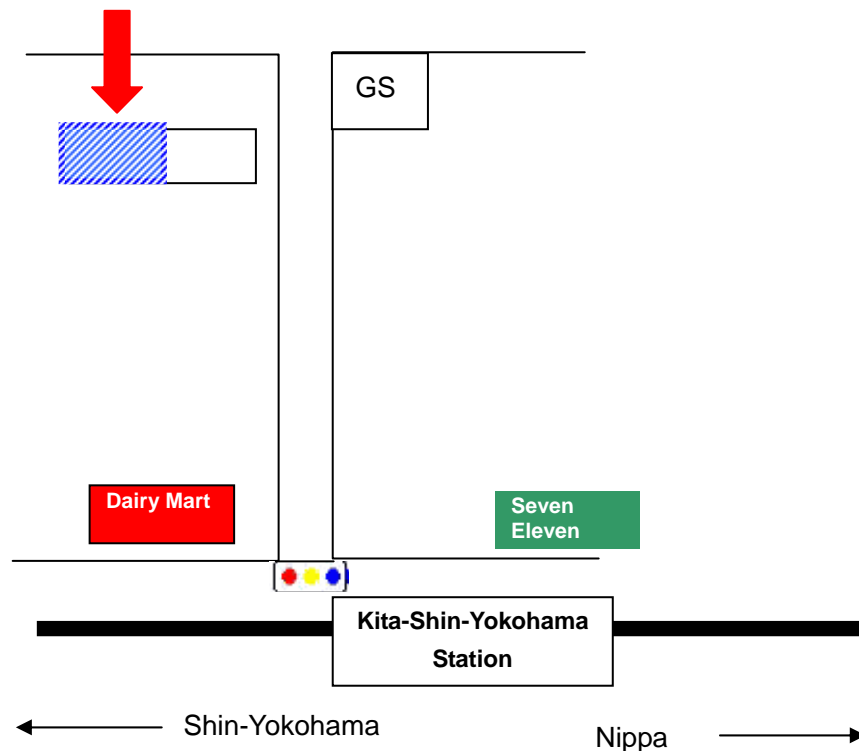 GS
Dairy Mart
Seven
Eleven
Kita-Shin-Yokohama
Station
Shin-Yokohama
Nippa